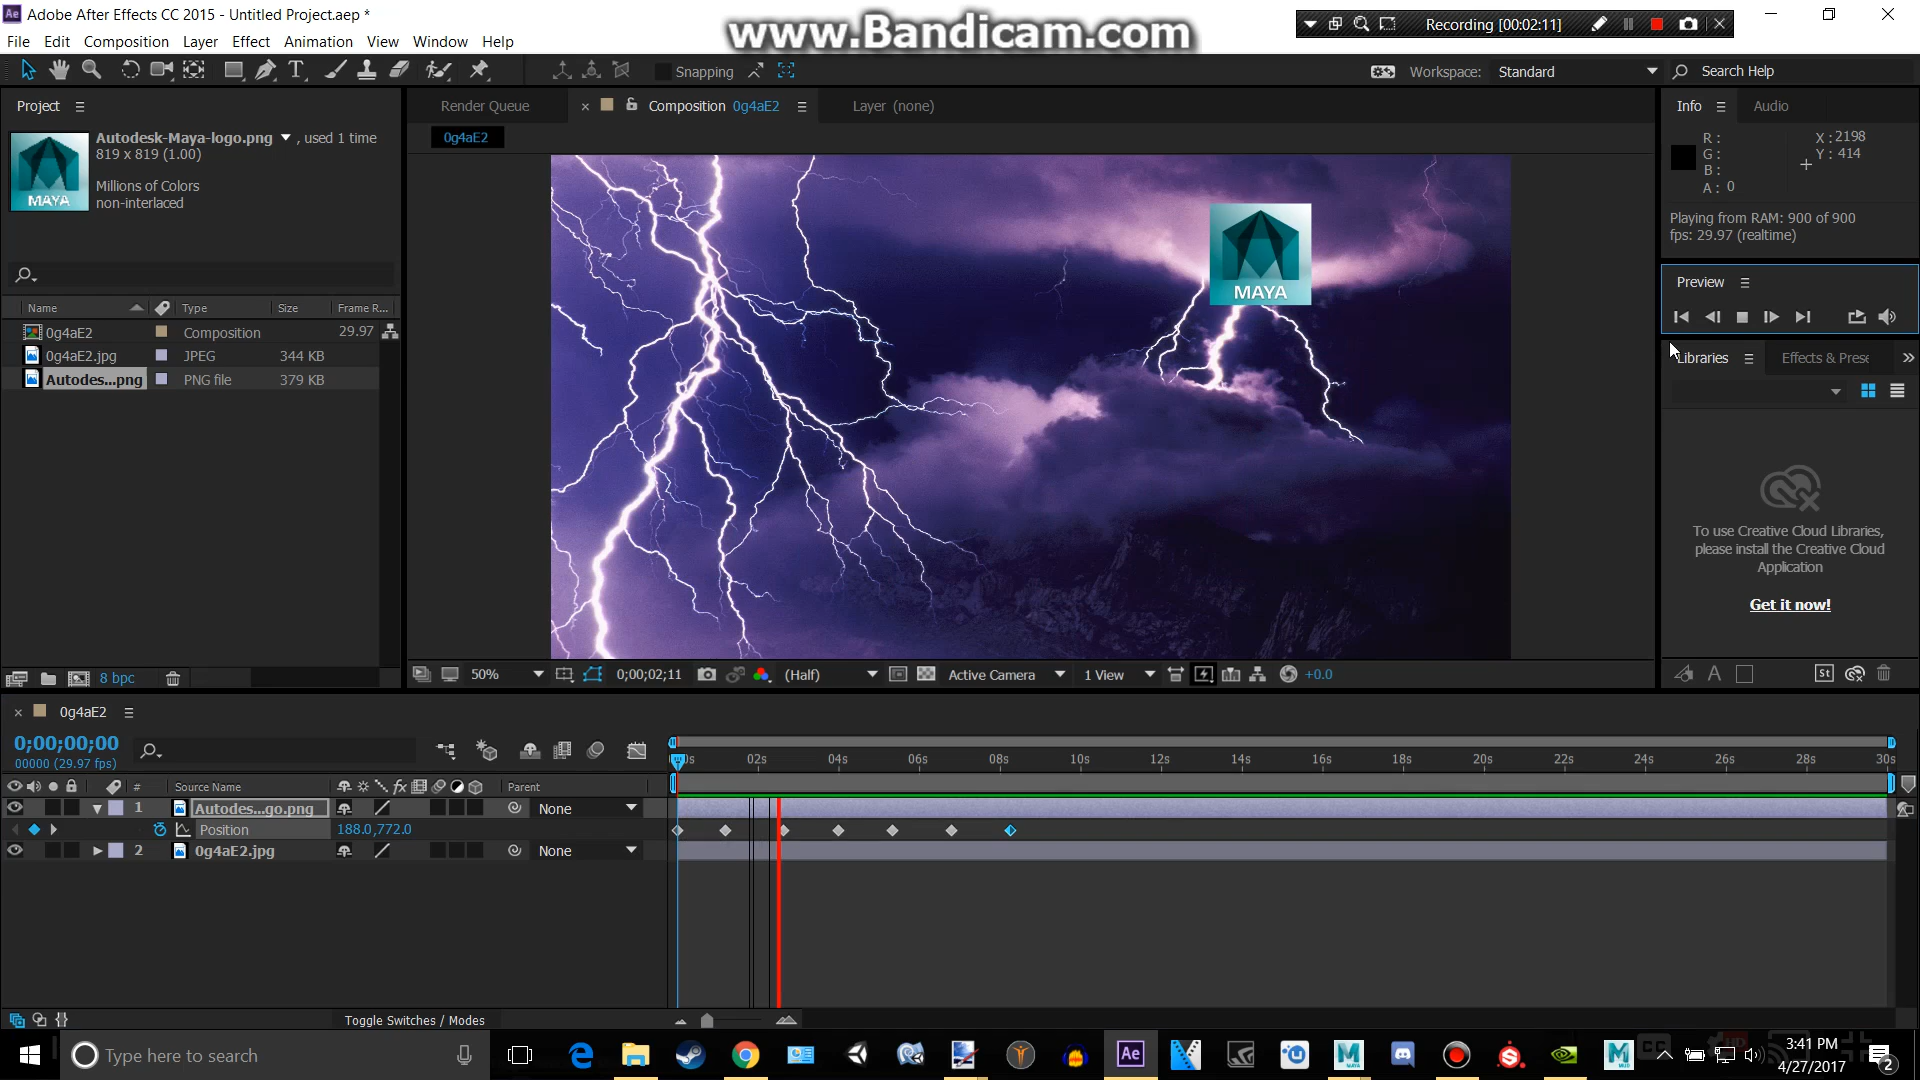 Adobe After Effects CC 2015 - Untitled Project.aep *
www.Bandicam.com
Recording [00:02:11]
File Edit Composition Layer Effect Animation View Window Help
Snapping
Workspace: Standard
Search Help
Project
Render Queue
Composition 0g4aE2
Layer (none)
Info
Audio
Autodesk-Maya-logo.png , used 1 time
819 x 819 (1.00)
Millions of Colors
non-interlaced
MAYA
0g4aE2
R :
G :
B :
A : 0
X : 2198
Y : 414
Playing from RAM: 900 of 900
fps: 29.97 (realtime)
MAYA
Preview
Name Type Size Frame R...
0g4aE2 Composition 29.97
0g4aE2.jpg JPEG 344 KB
Autodes...png PNG file 379 KB
Libraries
Effects & Prese
To use Creative Cloud Libraries,
please install the Creative Cloud
Application
Get it now!
8 bpc
50%
0;00;02;11
(Half)
Active Camera
1 View
+0.0
St
0g4aE2
0;00;00;00
00000 (29.97 fps)
0s 02s 04s 06s 08s 10s 12s 14s 16s 18s 20s 22s 24s 26s 28s 30s
# Source Name fx Parent
1 Autodes...go.png None
Position 188.0,772.0
2 0g4aE2.jpg None
Toggle Switches / Modes
Type here to search
Ae
3:41 PM
4/27/2017
2